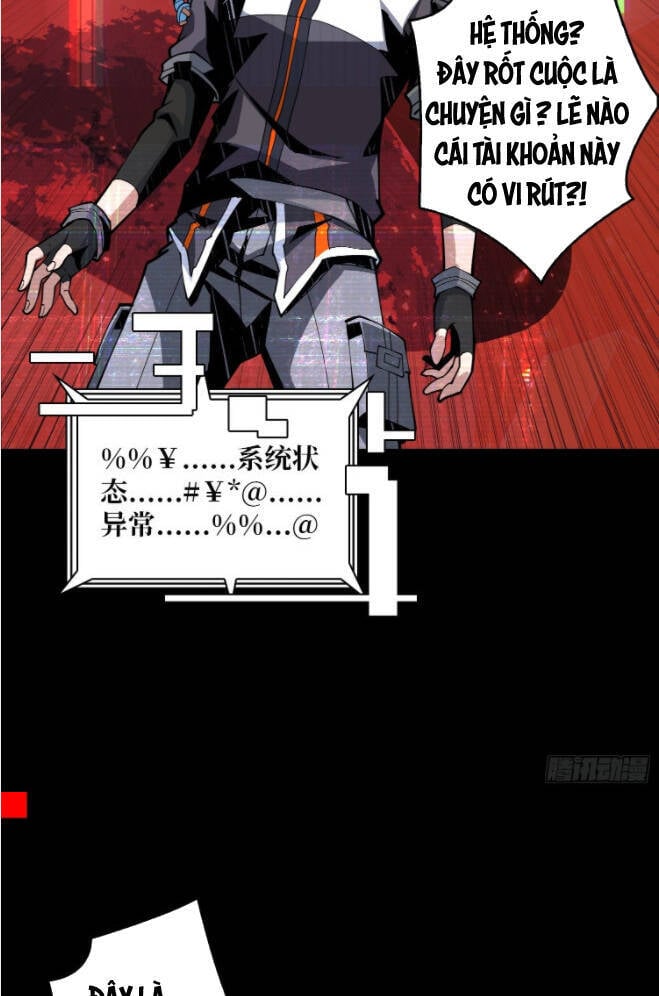 HỆ THỐNG?
ĐÂY RỐT CUỘC LÀ
CHUYỆN GÌ? LẼ NÀO
CÁI TÀI KHOẢN NÀY
CÓ VI RÚT?!
%%￥……系统状
态……#￥*@……
异常……%%…@
腾讯动漫
ĐÂY LÀ